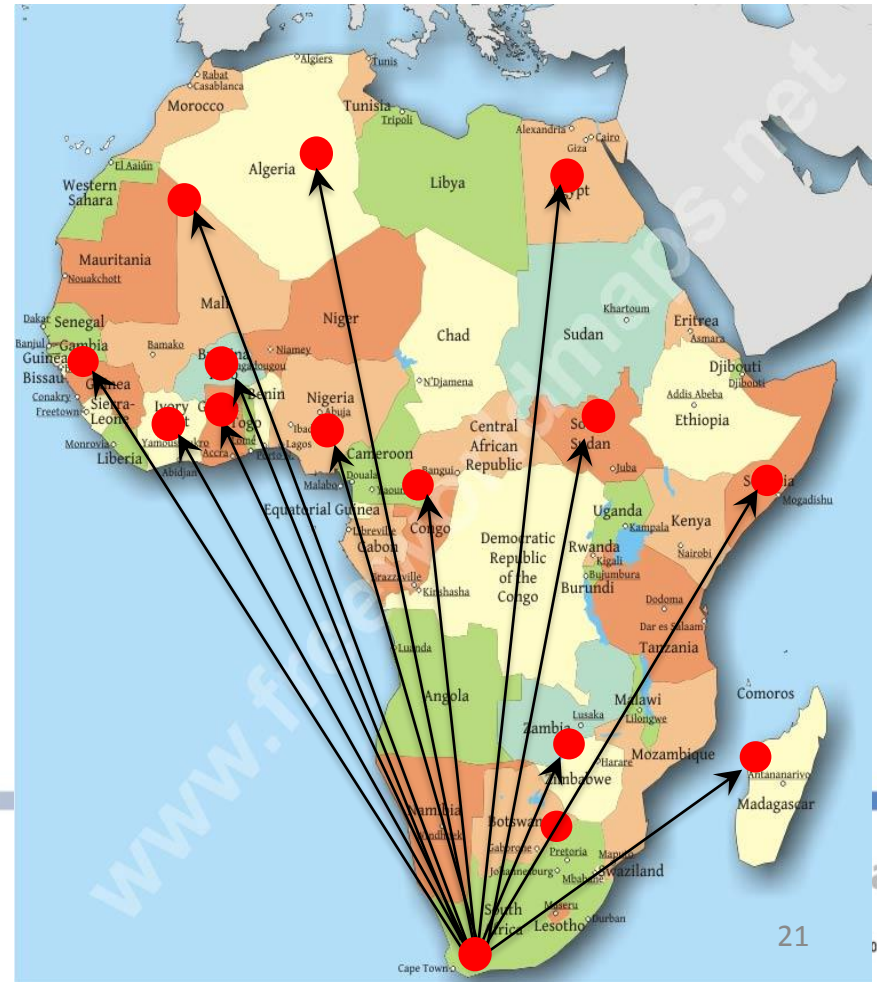 Algiers
Tunis
Rabat
Casablanca
Morocco
Tunisia
Tripoli
Alexandria
Cairo
Giza
El Aaiún
Western
Sahara
Algeria
Libya
Mauritania
Nouakchott
Mali
Niger
Chad
Sudan
Khartoum
Eritrea
Asmara
Dakar
Senegal
Banjul
Gambia
Guinea
Bissau
Guinea
Bamako
Niamey
N'Djamena
Djibouti
Djibouti
Conakry
Freetown
Sierra-
Leone
Ivory
Benin
Togo
Nigeria
Abuja
Lagos
Addis Abeba
Ethiopia
Monrovia
Liberia
Abidjan
Accra
Cameroon
Douala
Malabo
Central
African
Republic
Bangui
Sudan
Juba
Mogadishu
Equatorial Guinea
Libreville
Gabon
Congo
Democratic
Republic
of the
Congo
Uganda
Kampala
Kenya
Nairobi
Rwanda
Kigali
Bujumbura
Burundi
Brazzaville
Kinshasha
Dodoma
Dar es Salaam
Tanzania
Luanda
Angola
Malawi
Lilongwe
Comoros
Zambia
Lusaka
Harare
Zimbabwe
Mozambique
Antananarivo
Madagascar
Namibia
Gaborone
Pretoria
Johannesburg
Maputo
Mbabane
Swaziland
South
Maseru
Lesotho
Durban
Cape Town
21